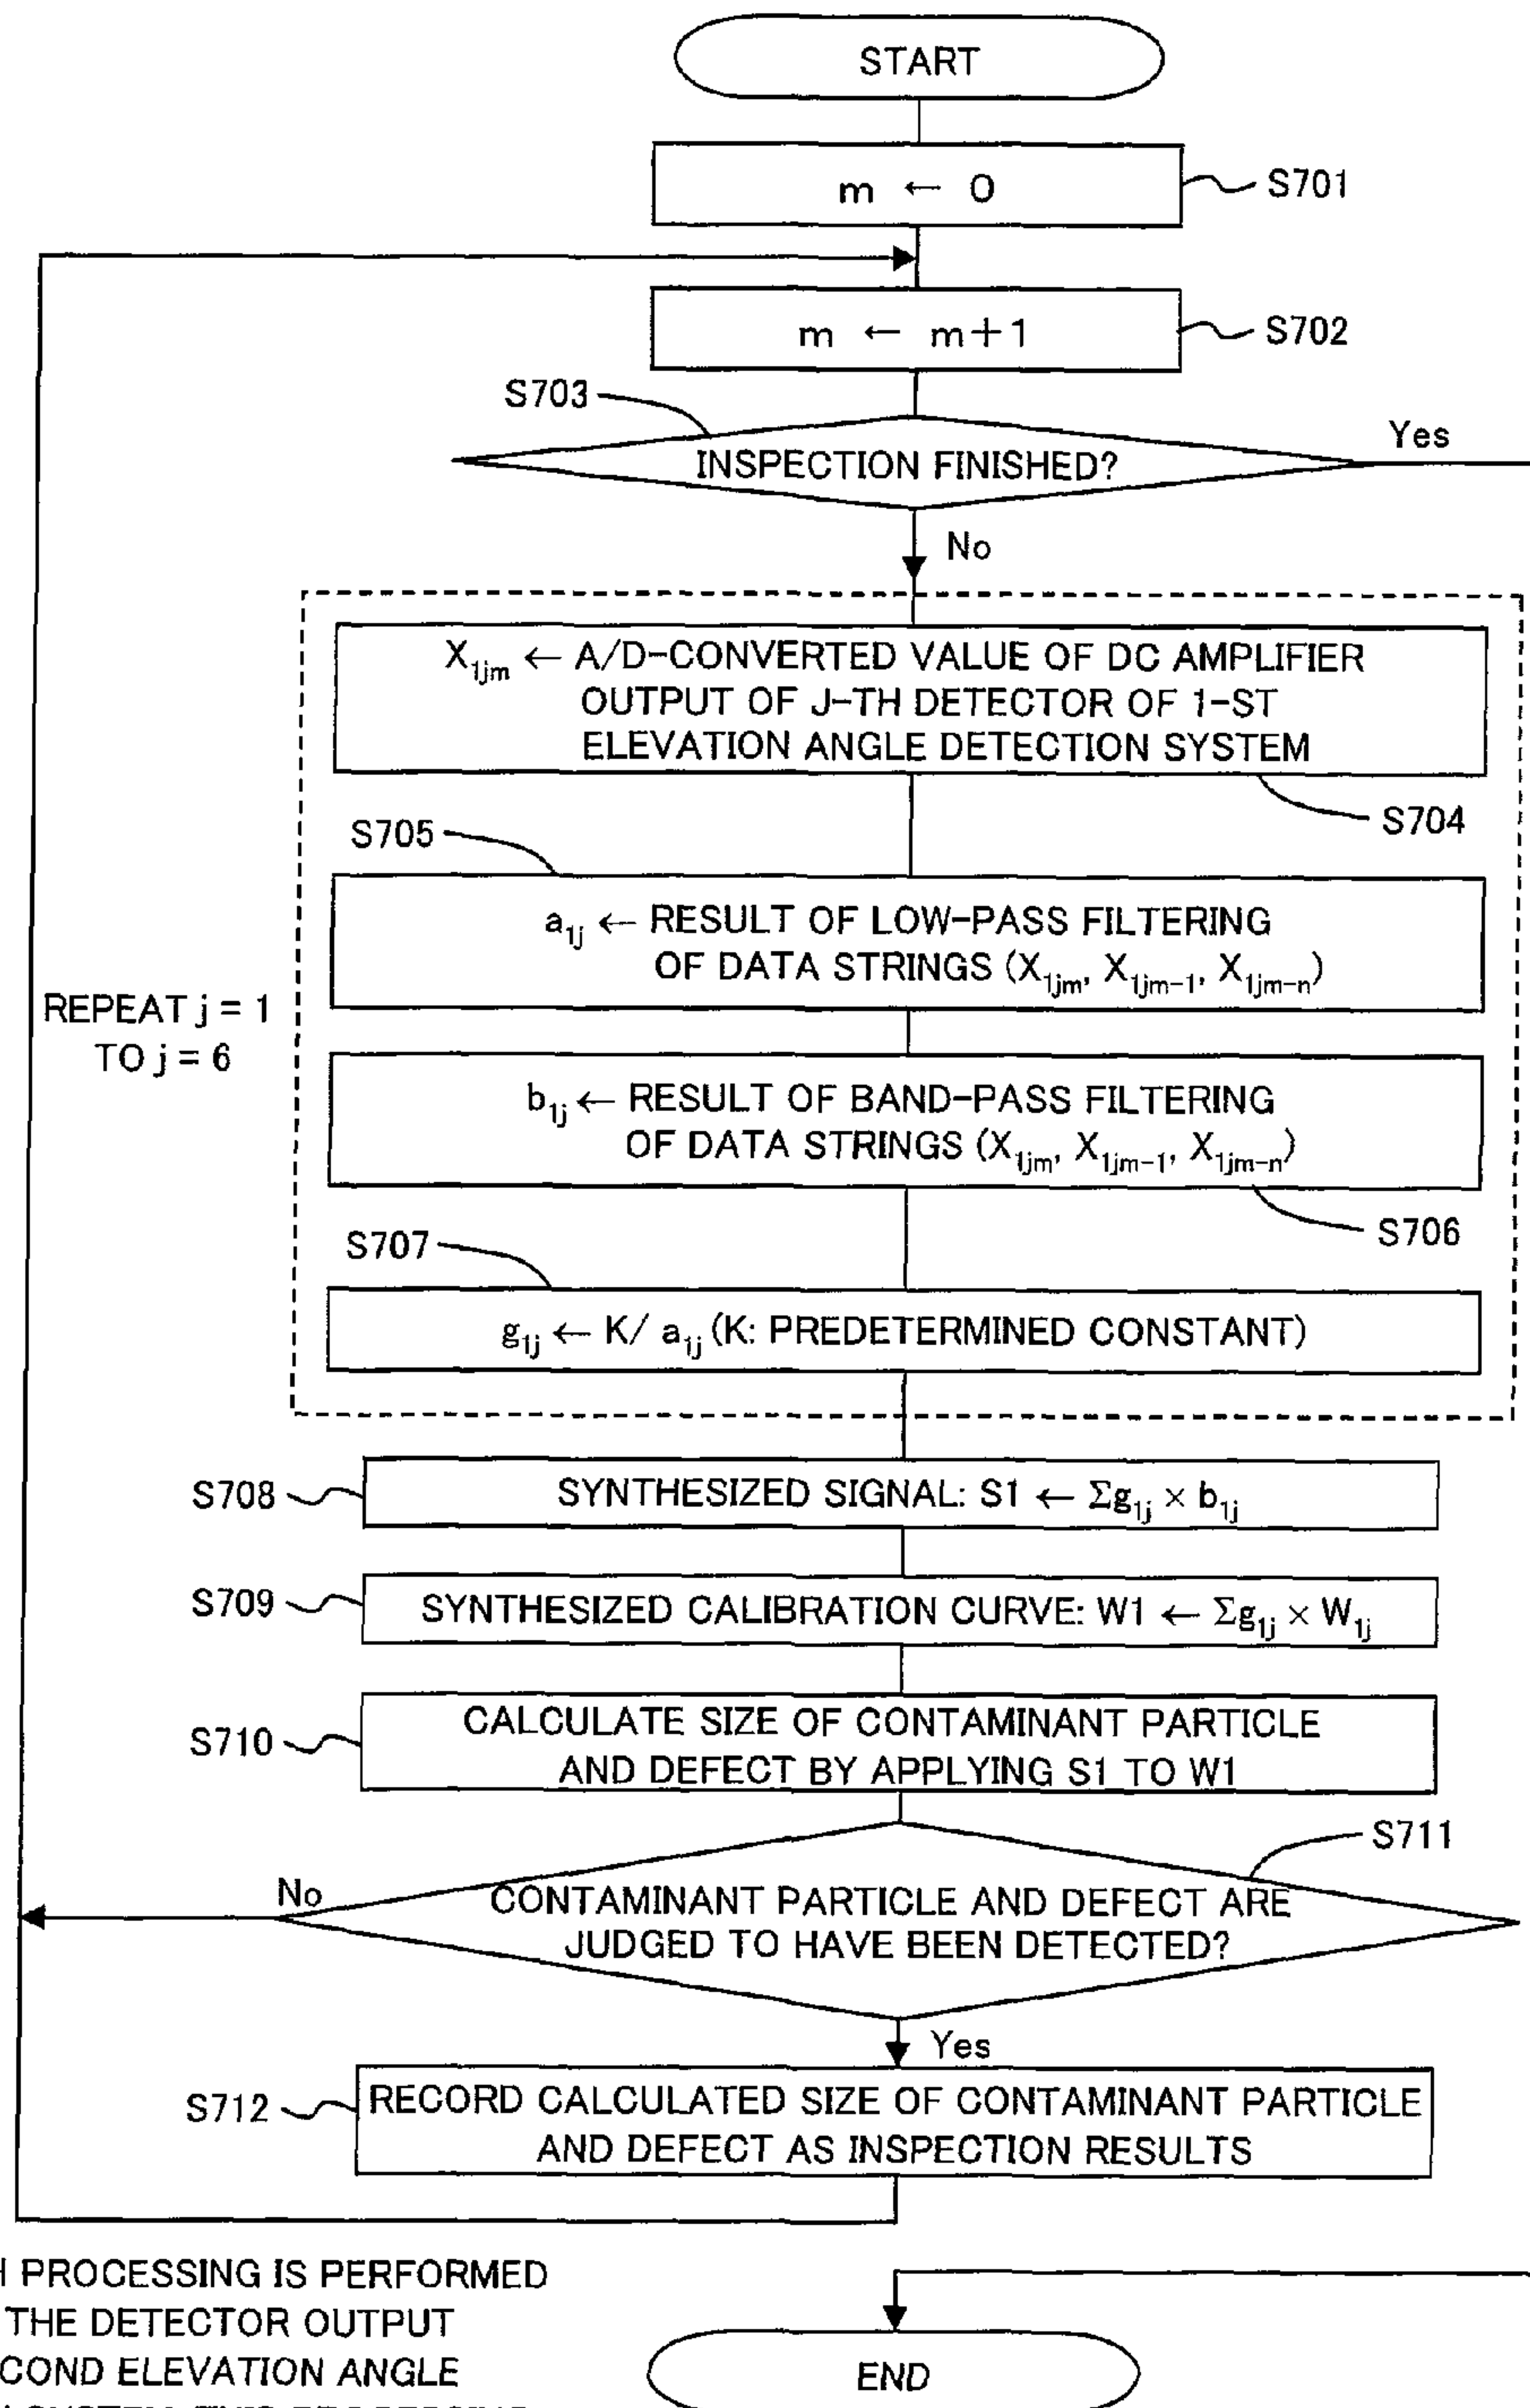 START
m ← 0
S701
m ← m+1
S702
S703
INSPECTION FINISHED?
Yes
No
X1jm ← A/D-CONVERTED VALUE OF DC AMPLIFIER
OUTPUT OF J-TH DETECTOR OF 1-ST
ELEVATION ANGLE DETECTION SYSTEM
S704
S705
a1j ← RESULT OF LOW-PASS FILTERING
OF DATA STRINGS (X1jm, X1jm-1, X1jm-n)
REPEAT j = 1
TO j = 6
b1j ← RESULT OF BAND-PASS FILTERING
OF DATA STRINGS (X1jm, X1jm-1, X1jm-n)
S706
S707
g1j ← K/ a1j (K: PREDETERMINED CONSTANT)
S708
SYNTHESIZED SIGNAL: S1 ← Σg1j × b1j
S709
SYNTHESIZED CALIBRATION CURVE: W1 ← Σg1j × W1j
S710
CALCULATE SIZE OF CONTAMINANT PARTICLE
AND DEFECT BY APPLYING S1 TO W1
S711
No
CONTAMINANT PARTICLE AND DEFECT ARE
JUDGED TO HAVE BEEN DETECTED?
Yes
S712
RECORD CALCULATED SIZE OF CONTAMINANT PARTICLE
AND DEFECT AS INSPECTION RESULTS
PROCESSING IS PERFORMED
THE DETECTOR OUTPUT
COND ELEVATION ANGLE
END